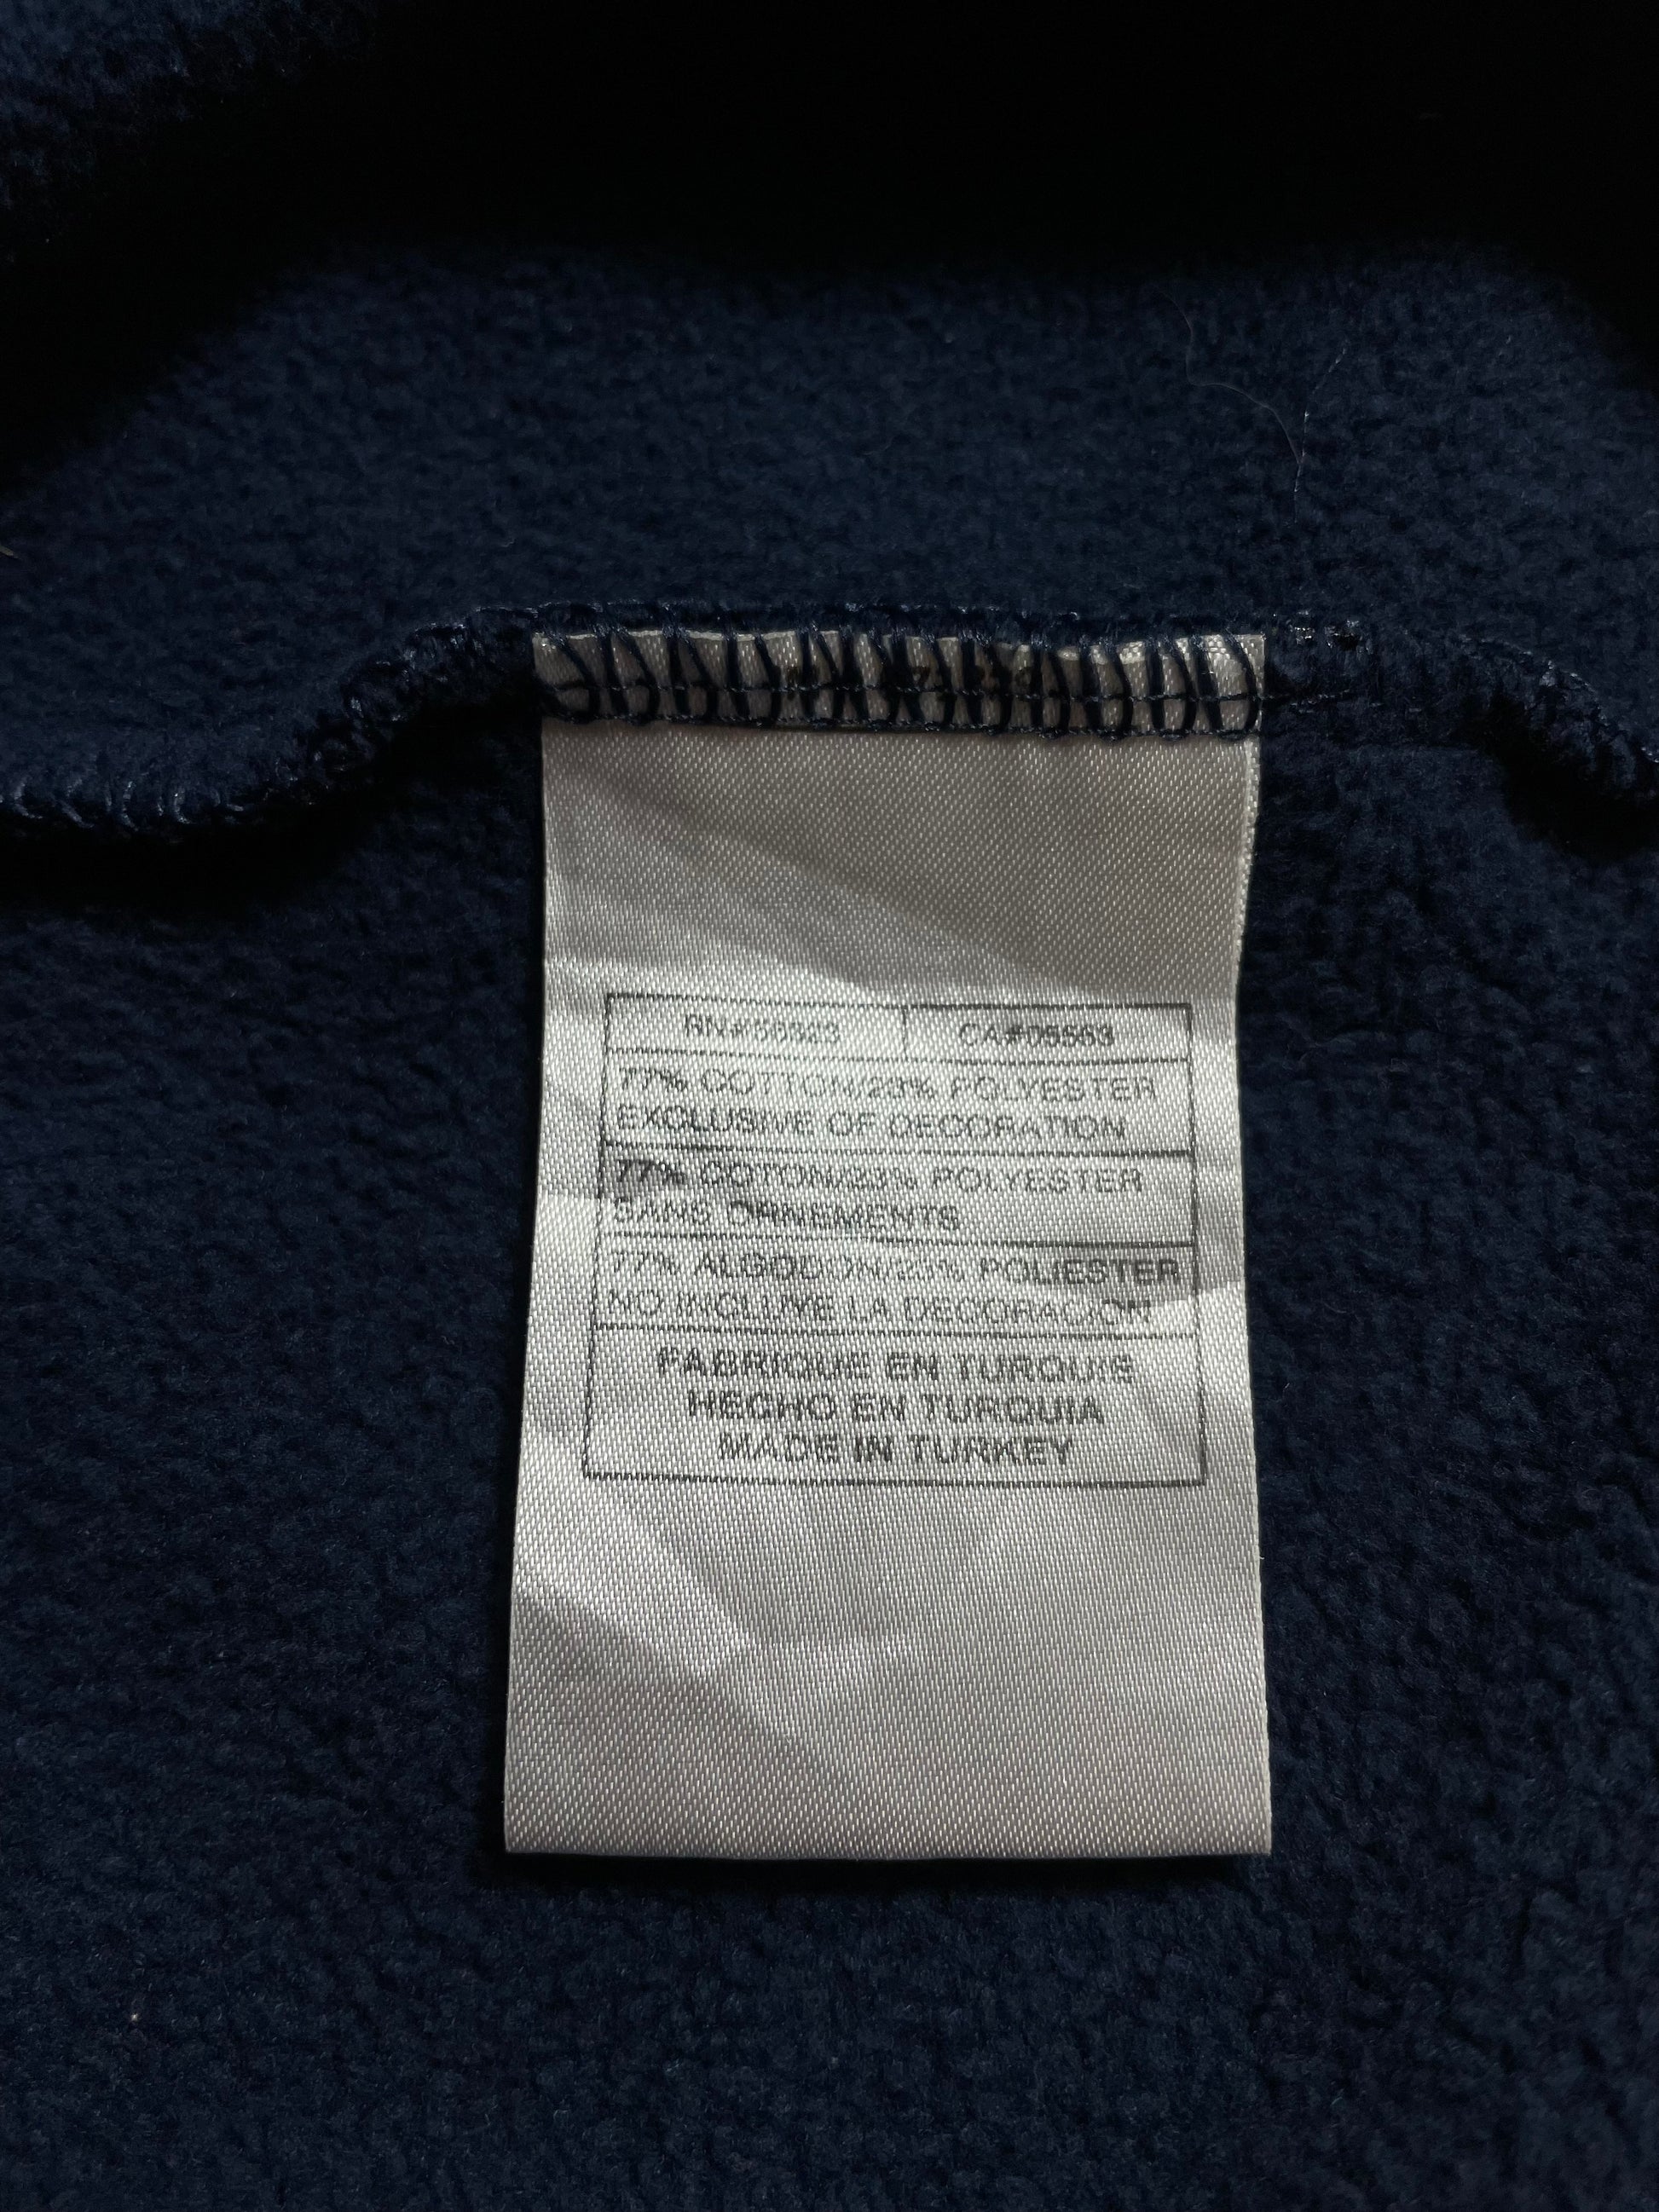 RN#56323 CA#05553
77% COTTON/23% POLYESTER
EXCLUSIVE OF DECORATION
77% COTON/23% POLYESTER
SANS ORNEMENTS
77% ALGODON/23% POLIESTER
NO INCLUYE LA DECORACION
FABRIQUE EN TURQUIE
HECHO EN TURQUIA
MADE IN TURKEY